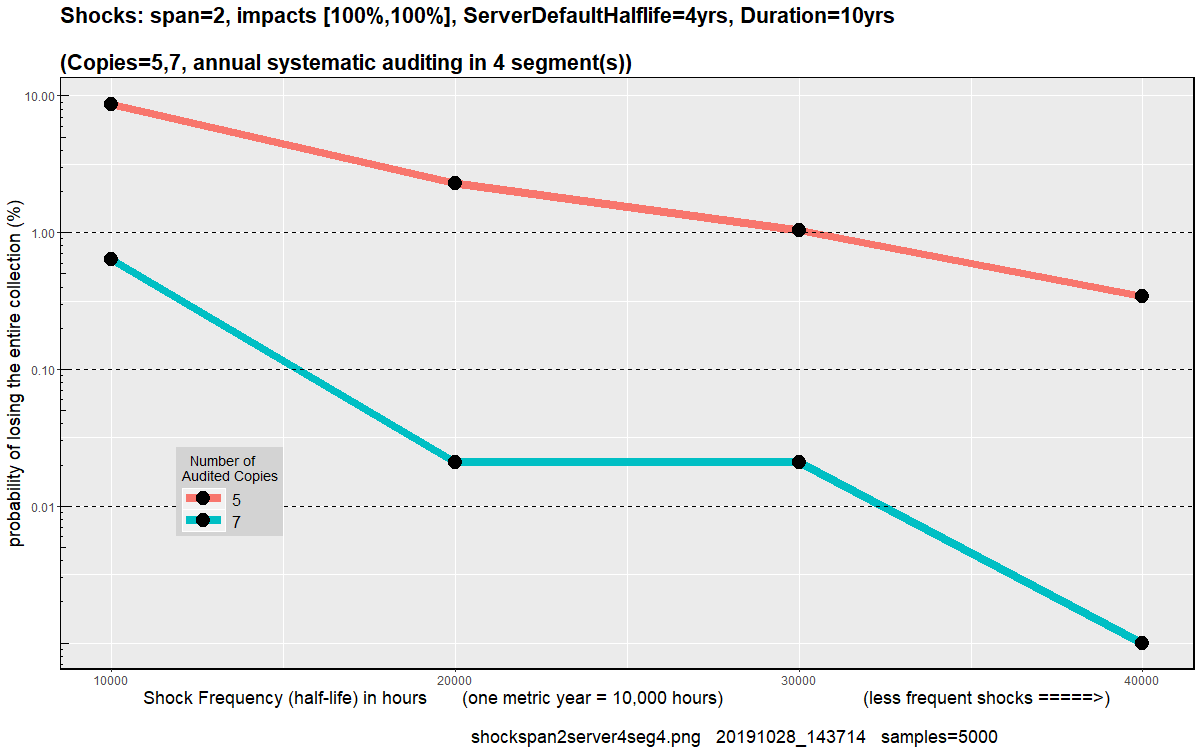 Shocks: span=2, impacts [100%,100%], ServerDefaultHalflife=4yrs, Duration=10yrs
(Copies=5,7, annual systematic auditing in 4 segment(s))
probability of losing the entire collection (%)
10.00
1.00
0.10
0.01
Number of
Audited Copies
5
7
10000 20000 30000 40000
Shock Frequency (half-life) in hours (one metric year = 10,000 hours) (less frequent shocks =====>)
shockspan2server4seg4.png 20191028_143714 samples=5000